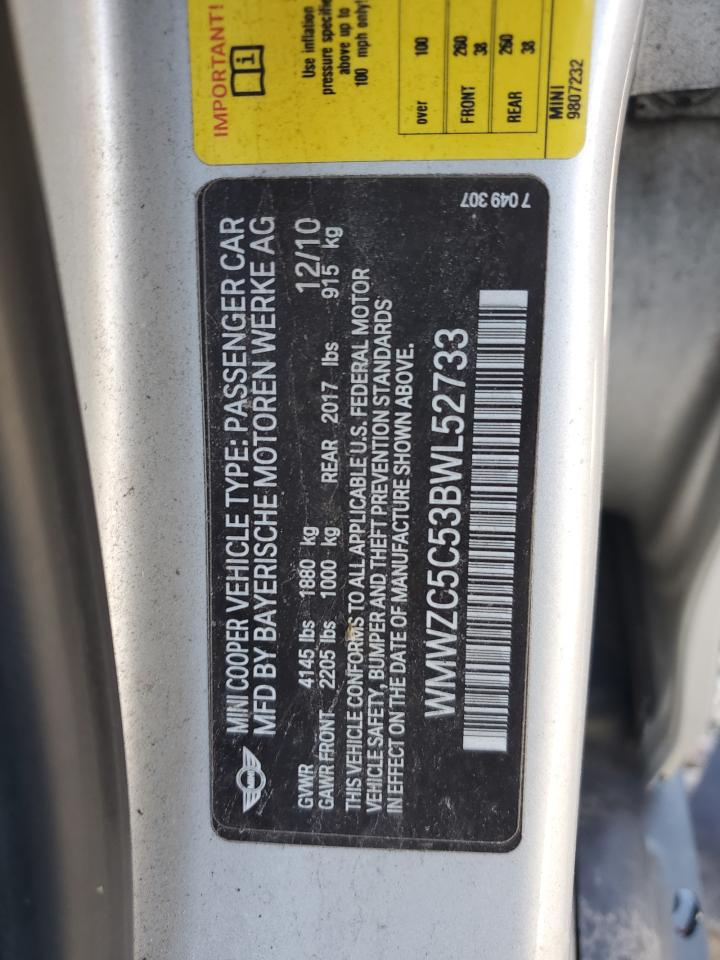 IMPORTANT!
Use inflation
pressure
above up to
100 mph only!
over 100
FRONT 260 38
REAR 260 38
MINI
9807232
MINI COOPER VEHICLE TYPE: PASSENGER CAR
MFD BY BAYERISCHE MOTOREN WERKE AG
12/10
GVWR 4145 lbs 1880 kg
GAWR FRONT 2205 lbs 1000 kg REAR 2017 lbs 915 kg
THIS VEHICLE CONFORMS TO ALL APPLICABLE U.S. FEDERAL MOTOR
VEHICLE SAFETY, BUMPER AND THEFT PREVENTION STANDARDS
IN EFFECT ON THE DATE OF MANUFACTURE SHOWN ABOVE.
WMWZC5C53BWL52733
7 049 307